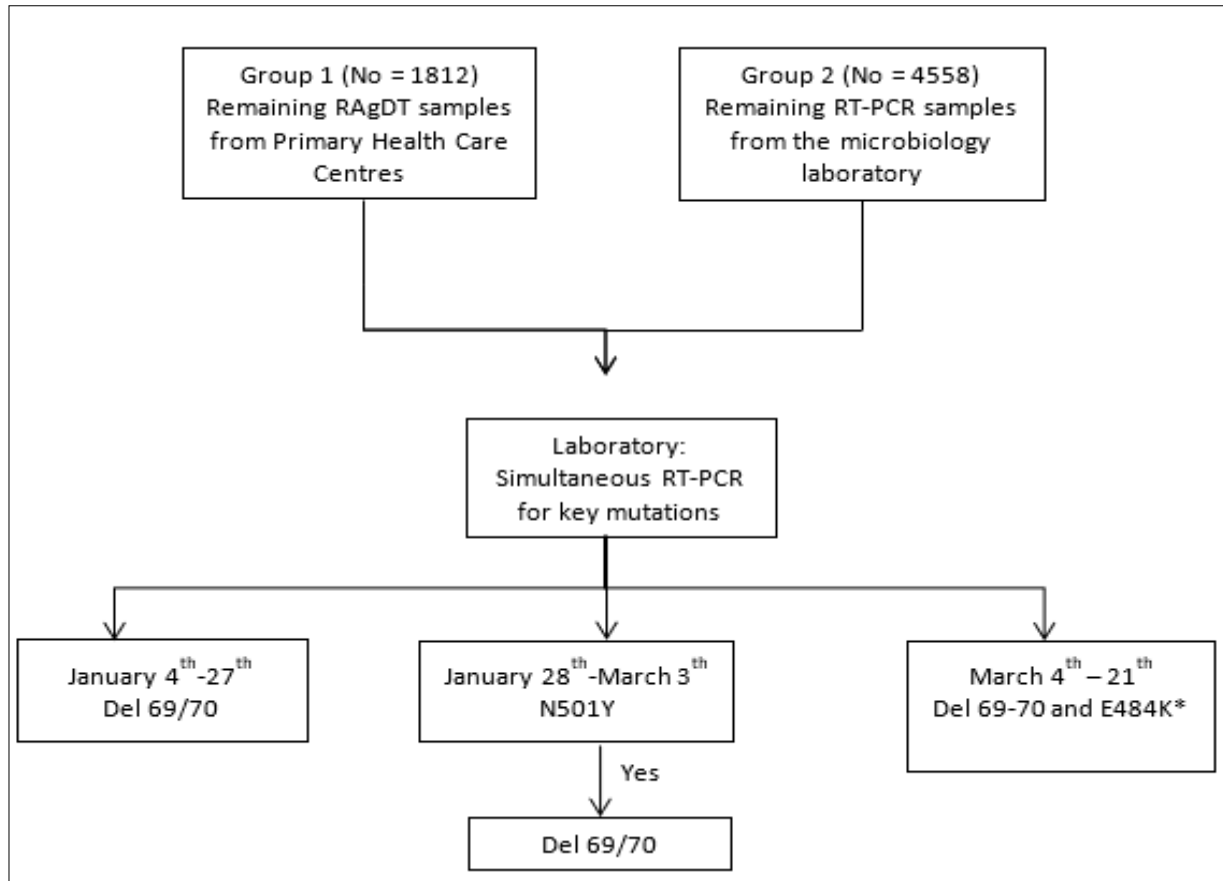 Group 1 (No = 1812)
Remaining RAgDT samples
from Primary Health Care
Centres
Group 2 (No = 4558)
Remaining RT-PCR samples
from the microbiology
laboratory
Laboratory:
Simultaneous RT-PCR
for key mutations
January 4th-27th
Del 69/70
January 28th-March 3th
N501Y
March 4th – 21th
Del 69-70 and E484K*
Yes
Del 69/70